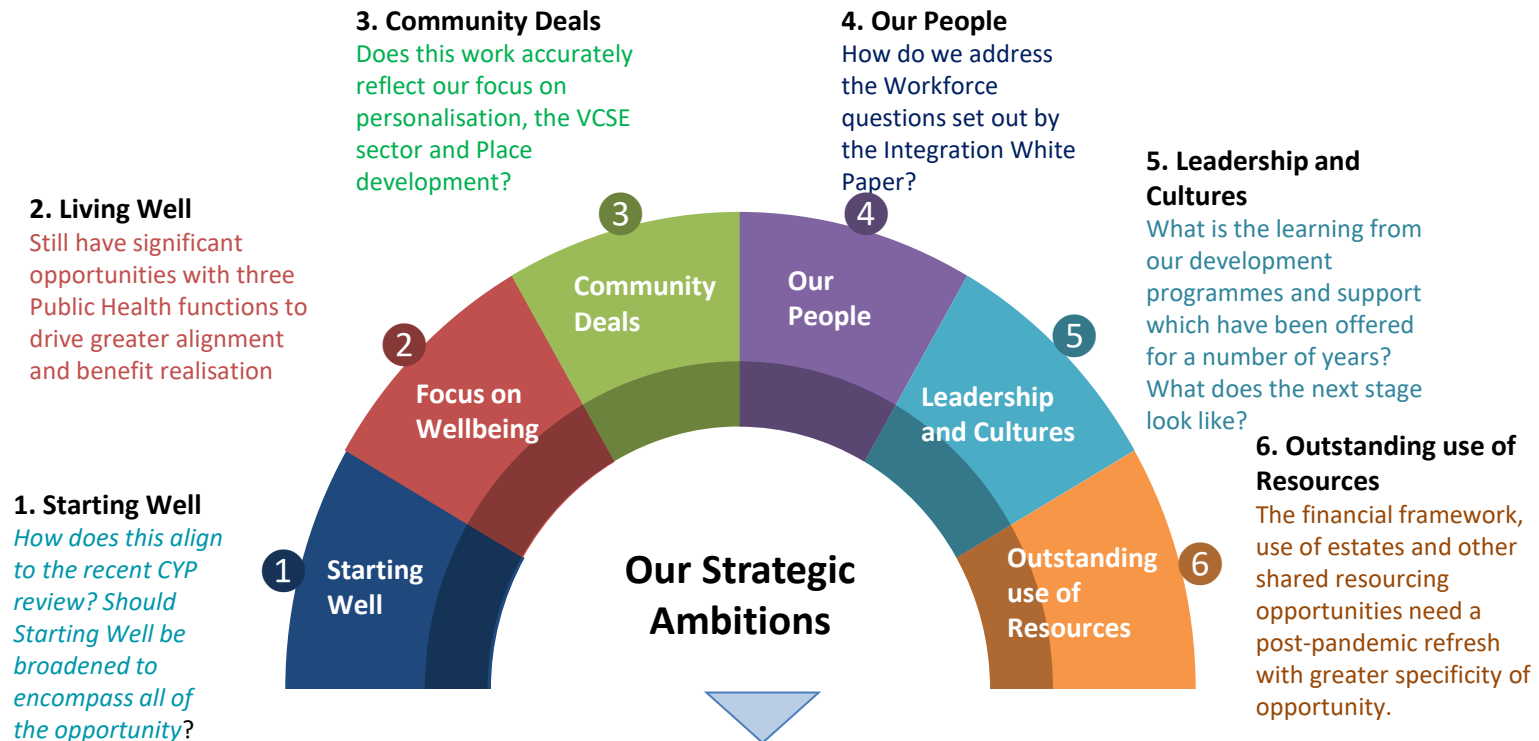 3. Community Deals
Does this work accurately
reflect our focus on
personalisation, the VCSE
sector and Place
development?
4. Our People
How do we address
the Workforce
questions set out by
the Integration White
Paper?
5. Leadership and
Cultures
What is the learning from
our development
programmes and support
which have been offered
for a number of years?
What does the next stage
look like?
2. Living Well
Still have significant
opportunities with three
Public Health functions to
drive greater alignment
and benefit realisation
6. Outstanding use of
Resources
The financial framework,
use of estates and other
shared resourcing
opportunities need a
post-pandemic refresh
with greater specificity of
opportunity.
1. Starting Well
How does this align
to the recent CYP
review? Should
Starting Well be
broadened to
encompass all of
the opportunity?
1
Starting
Well
2
Focus on
Wellbeing
3
Community
Deals
4
Our
People
5
Leadership
and Cultures
6
Outstanding
use of
Resources
Our Strategic
Ambitions